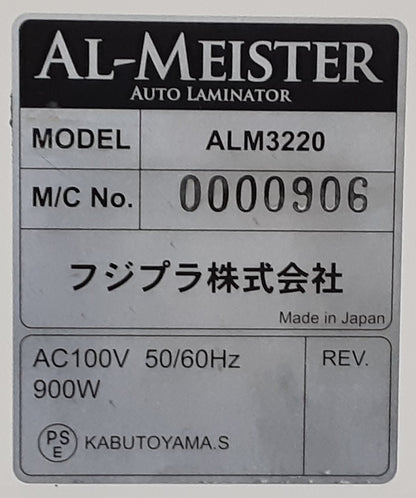 AL-MEISTER
AUTO LAMINATOR
MODEL ALM3220
M/C No. 0000906
フジプラ株式会社
Made in Japan
AC100V 50/60Hz REV.
900W
PS
E KABUTOYAMA.S